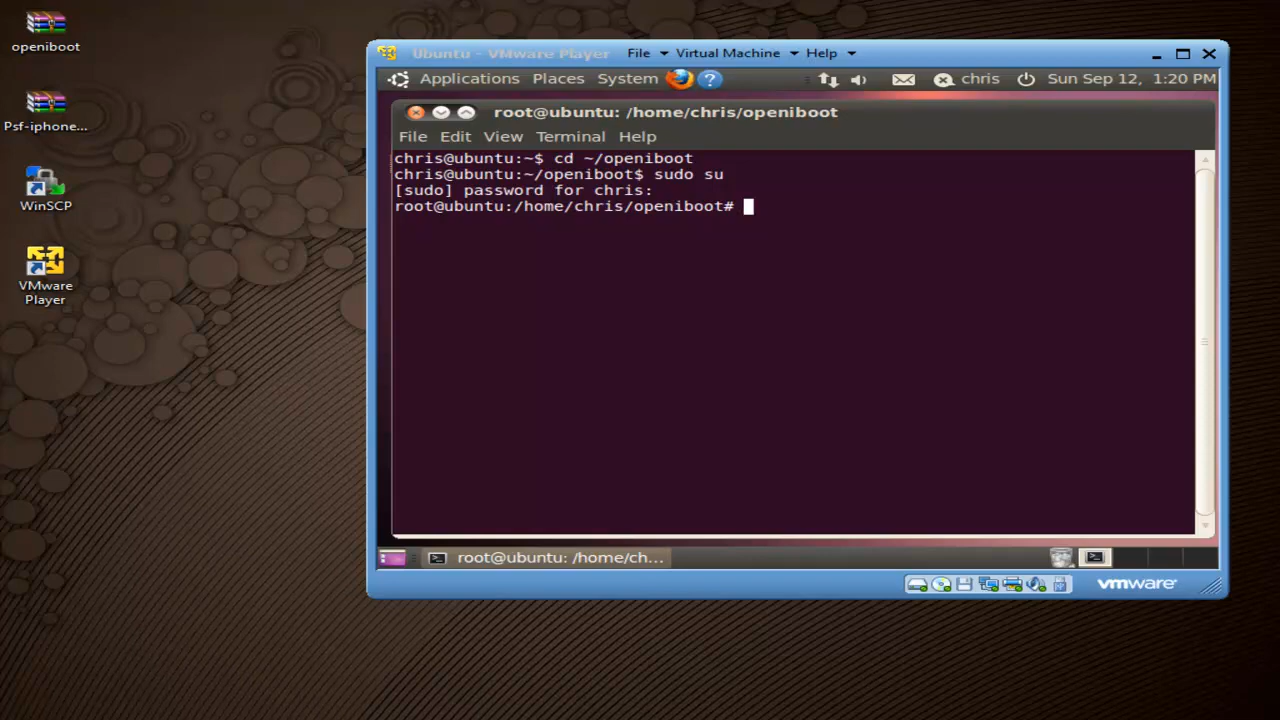 openiboot
Psf-iphone...
WinSCP
VMware
Player
Ubuntu - VMware Player File Virtual Machine Help
Applications Places System ? chris Sun Sep 12, 1:20 PM
root@ubuntu: /home/chris/openiboot
File Edit View Terminal Help
chris@ubuntu:~$ cd ~/openiboot
chris@ubuntu:~/openiboot$ sudo su
[sudo] password for chris:
root@ubuntu:/home/chris/openiboot#
root@ubuntu: /home/ch...
vmware